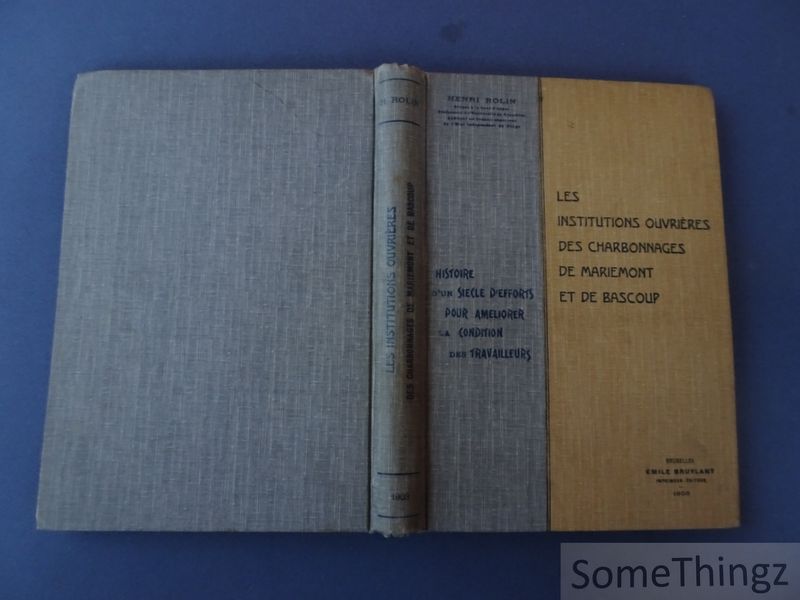 H. ROLIN
LES INSTITUTIONS OUVRIÈRES
DES CHARBONNAGES DE MARIEMONT ET DE BASCOUP
1903
HENRI ROLIN
HISTOIRE
D'UN SIECLE D'EFFORTS
POUR AMELIORER
LA CONDITION
DES TRAVAILLEURS
LES
INSTITUTIONS OUVRIÈRES
DES CHARBONNAGES
DE MARIEMONT
ET DE BASCOUP
BRUXELLES
EMILE BRUYLANT
IMPRIMEUR-ÉDITEUR
1903
SomeThingz